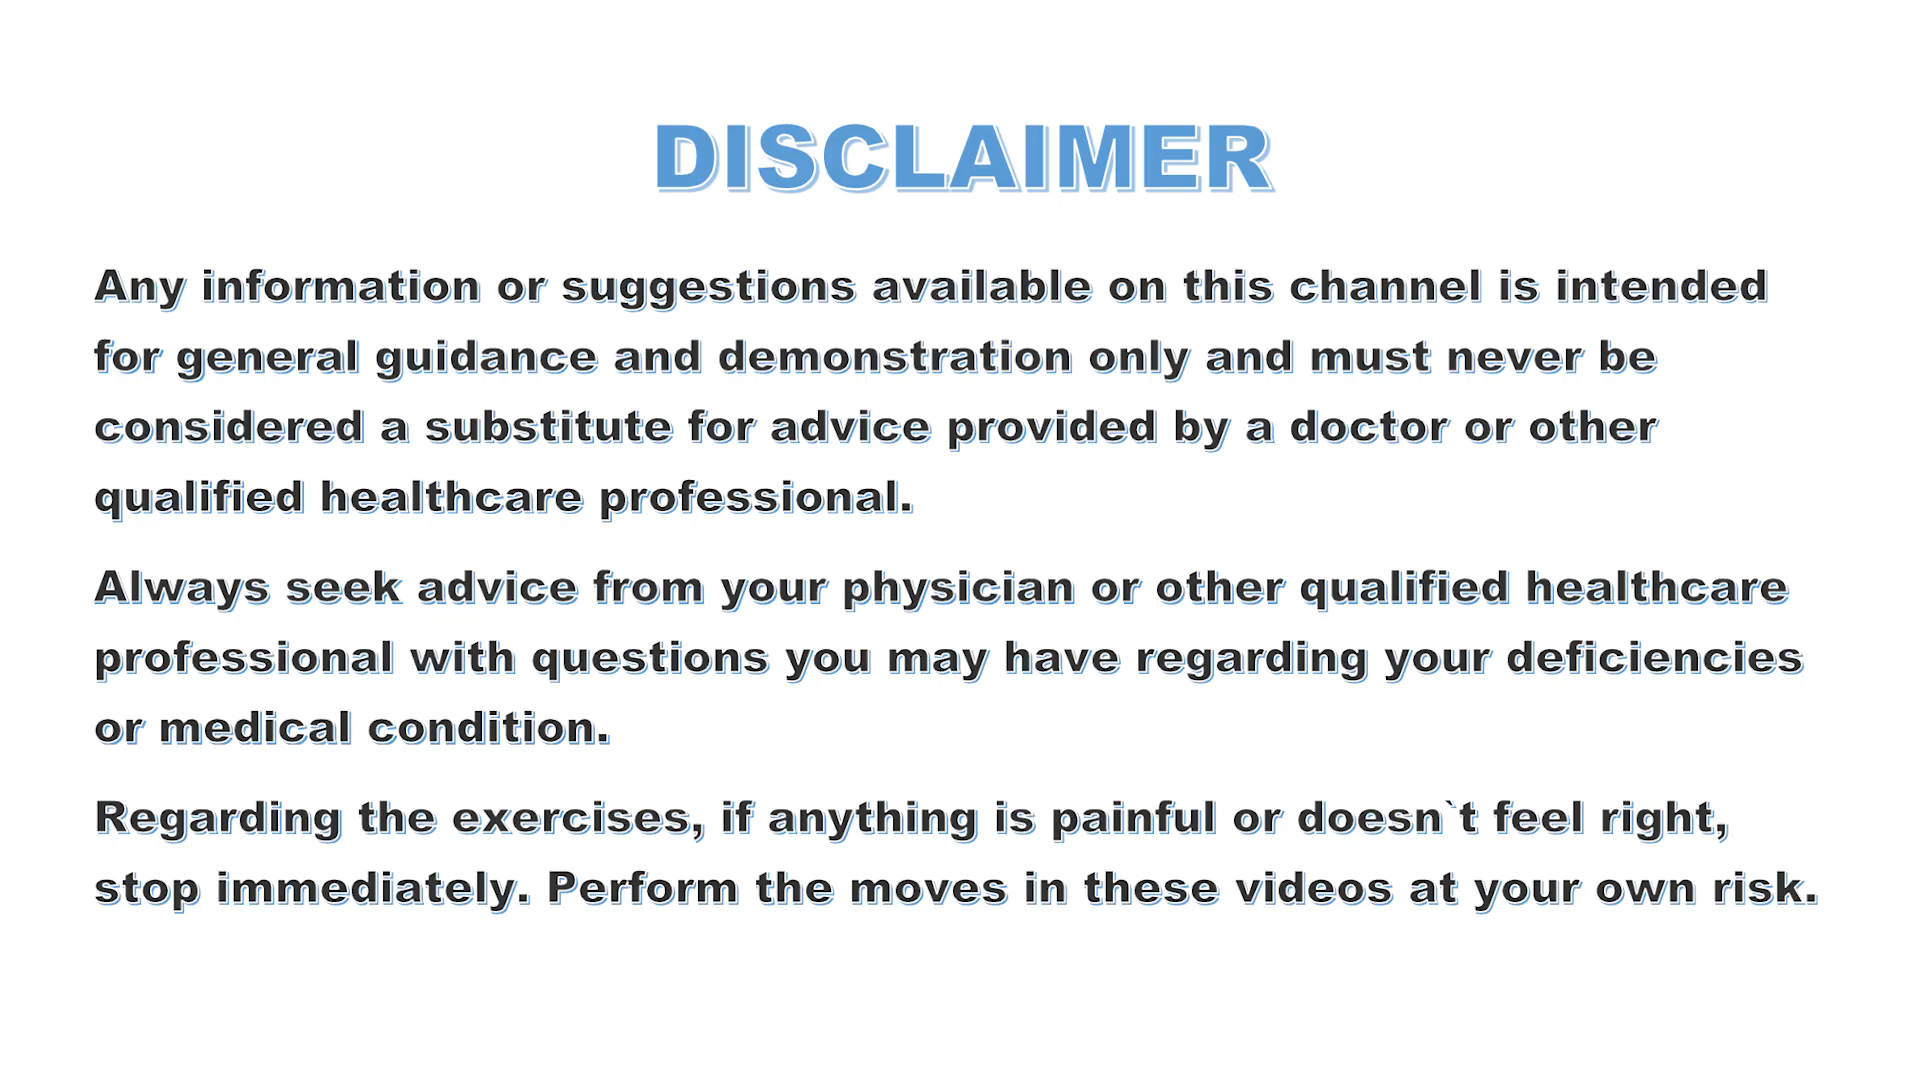 DISCLAIMER
Any information or suggestions available on this channel is intended
for general guidance and demonstration only and must never be
considered a substitute for advice provided by a doctor or other
qualified healthcare professional.
Always seek advice from your physician or other qualified healthcare
professional with questions you may have regarding your deficiencies
or medical condition.
Regarding the exercises, if anything is painful or doesn`t feel right,
stop immediately. Perform the moves in these videos at your own risk.